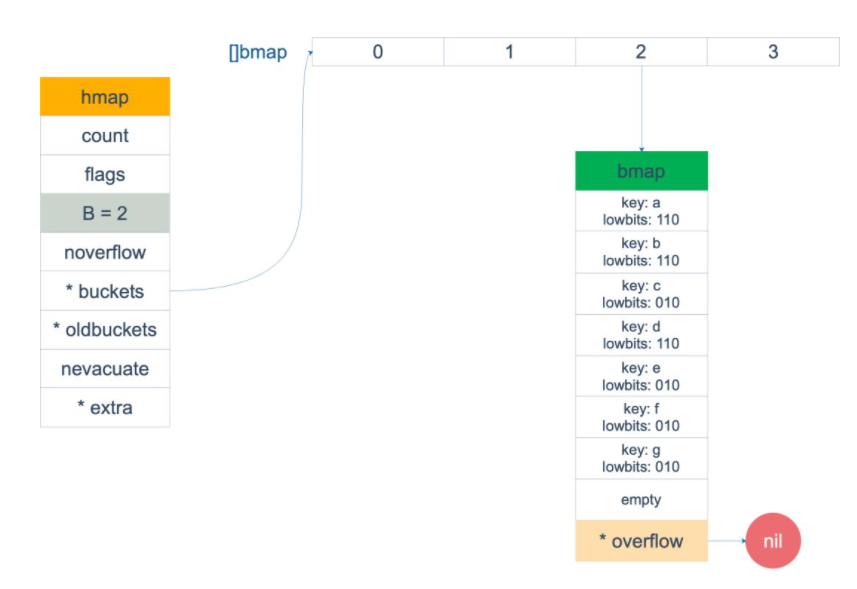 []bmap
0
1
2
3
hmap
count
flags
B = 2
noverflow
* buckets
* oldbuckets
nevacuate
* extra
bmap
key: a
lowbits: 110
key: b
lowbits: 110
key: c
lowbits: 010
key: d
lowbits: 110
key: e
lowbits: 010
key: f
lowbits: 010
key: g
lowbits: 010
empty
* overflow
nil